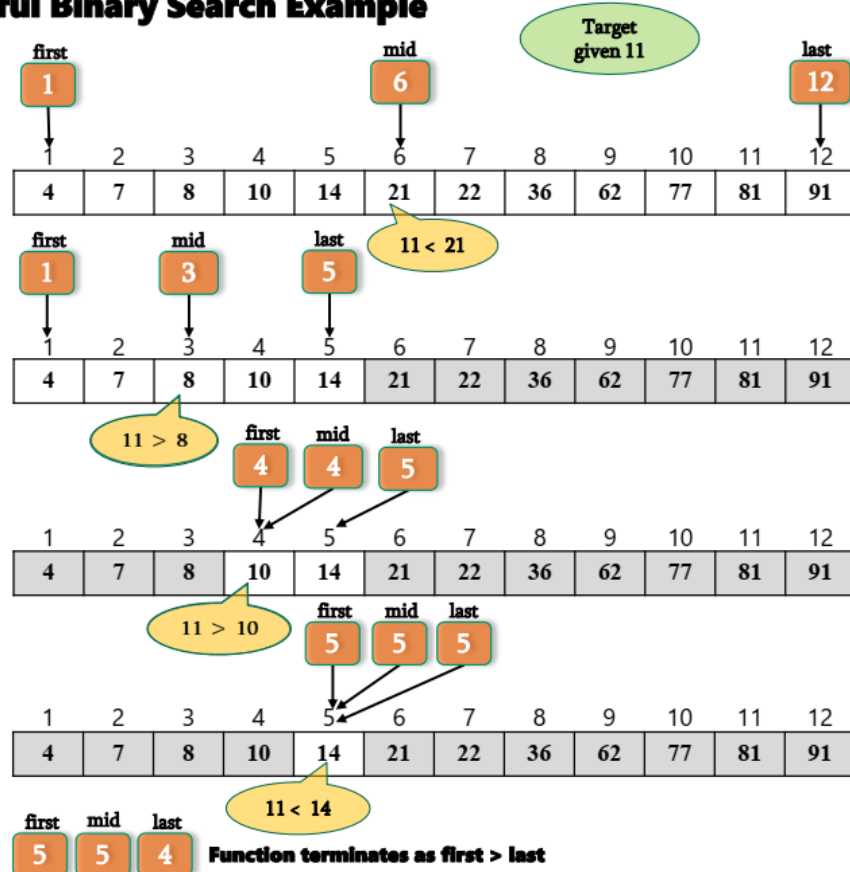 ful Binary Search Example
Target
given 11
first mid last
1 6 12
1 2 3 4 5 6 7 8 9 10 11 12
4 7 8 10 14 21 22 36 62 77 81 91
11 < 21
first mid last
1 3 5
1 2 3 4 5 6 7 8 9 10 11 12
4 7 8 10 14 21 22 36 62 77 81 91
11 > 8
first mid last
4 4 5
1 2 3 4 5 6 7 8 9 10 11 12
4 7 8 10 14 21 22 36 62 77 81 91
11 > 10
first mid last
5 5 5
1 2 3 4 5 6 7 8 9 10 11 12
4 7 8 10 14 21 22 36 62 77 81 91
11 < 14
first mid last
5 5 4 Function terminates as first > last